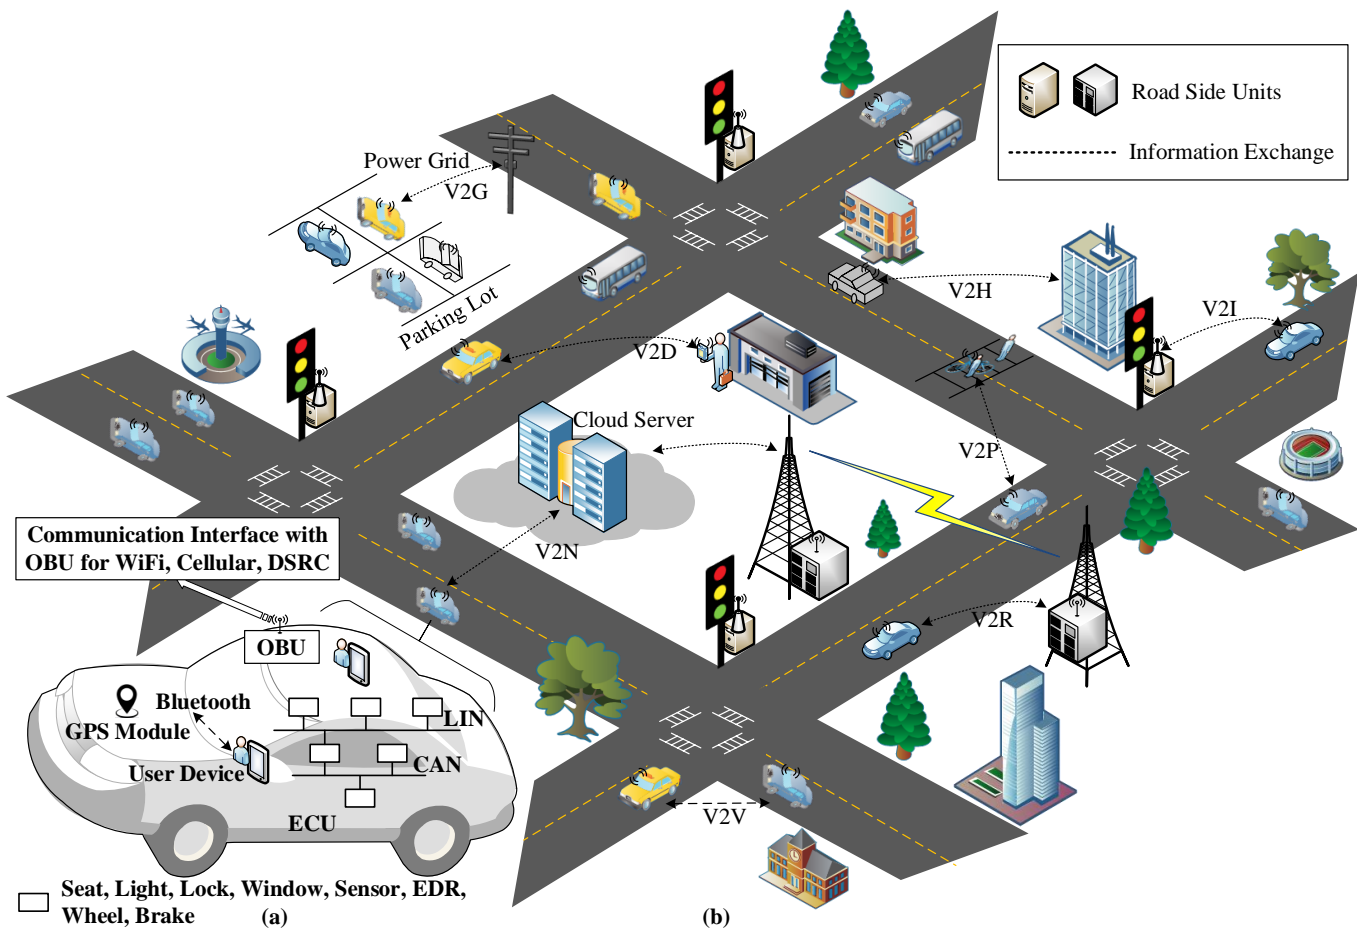 Road Side Units
Information Exchange
Power Grid
V2G
Parking Lot
V2H
V2I
V2D
V2P
Cloud Server
V2N
V2R
V2V
Communication Interface with
OBU for WiFi, Cellular, DSRC
OBU
Bluetooth
GPS Module
User Device
LIN
CAN
ECU
Seat, Light, Lock, Window, Sensor, EDR,
Wheel, Brake
(a)
(b)